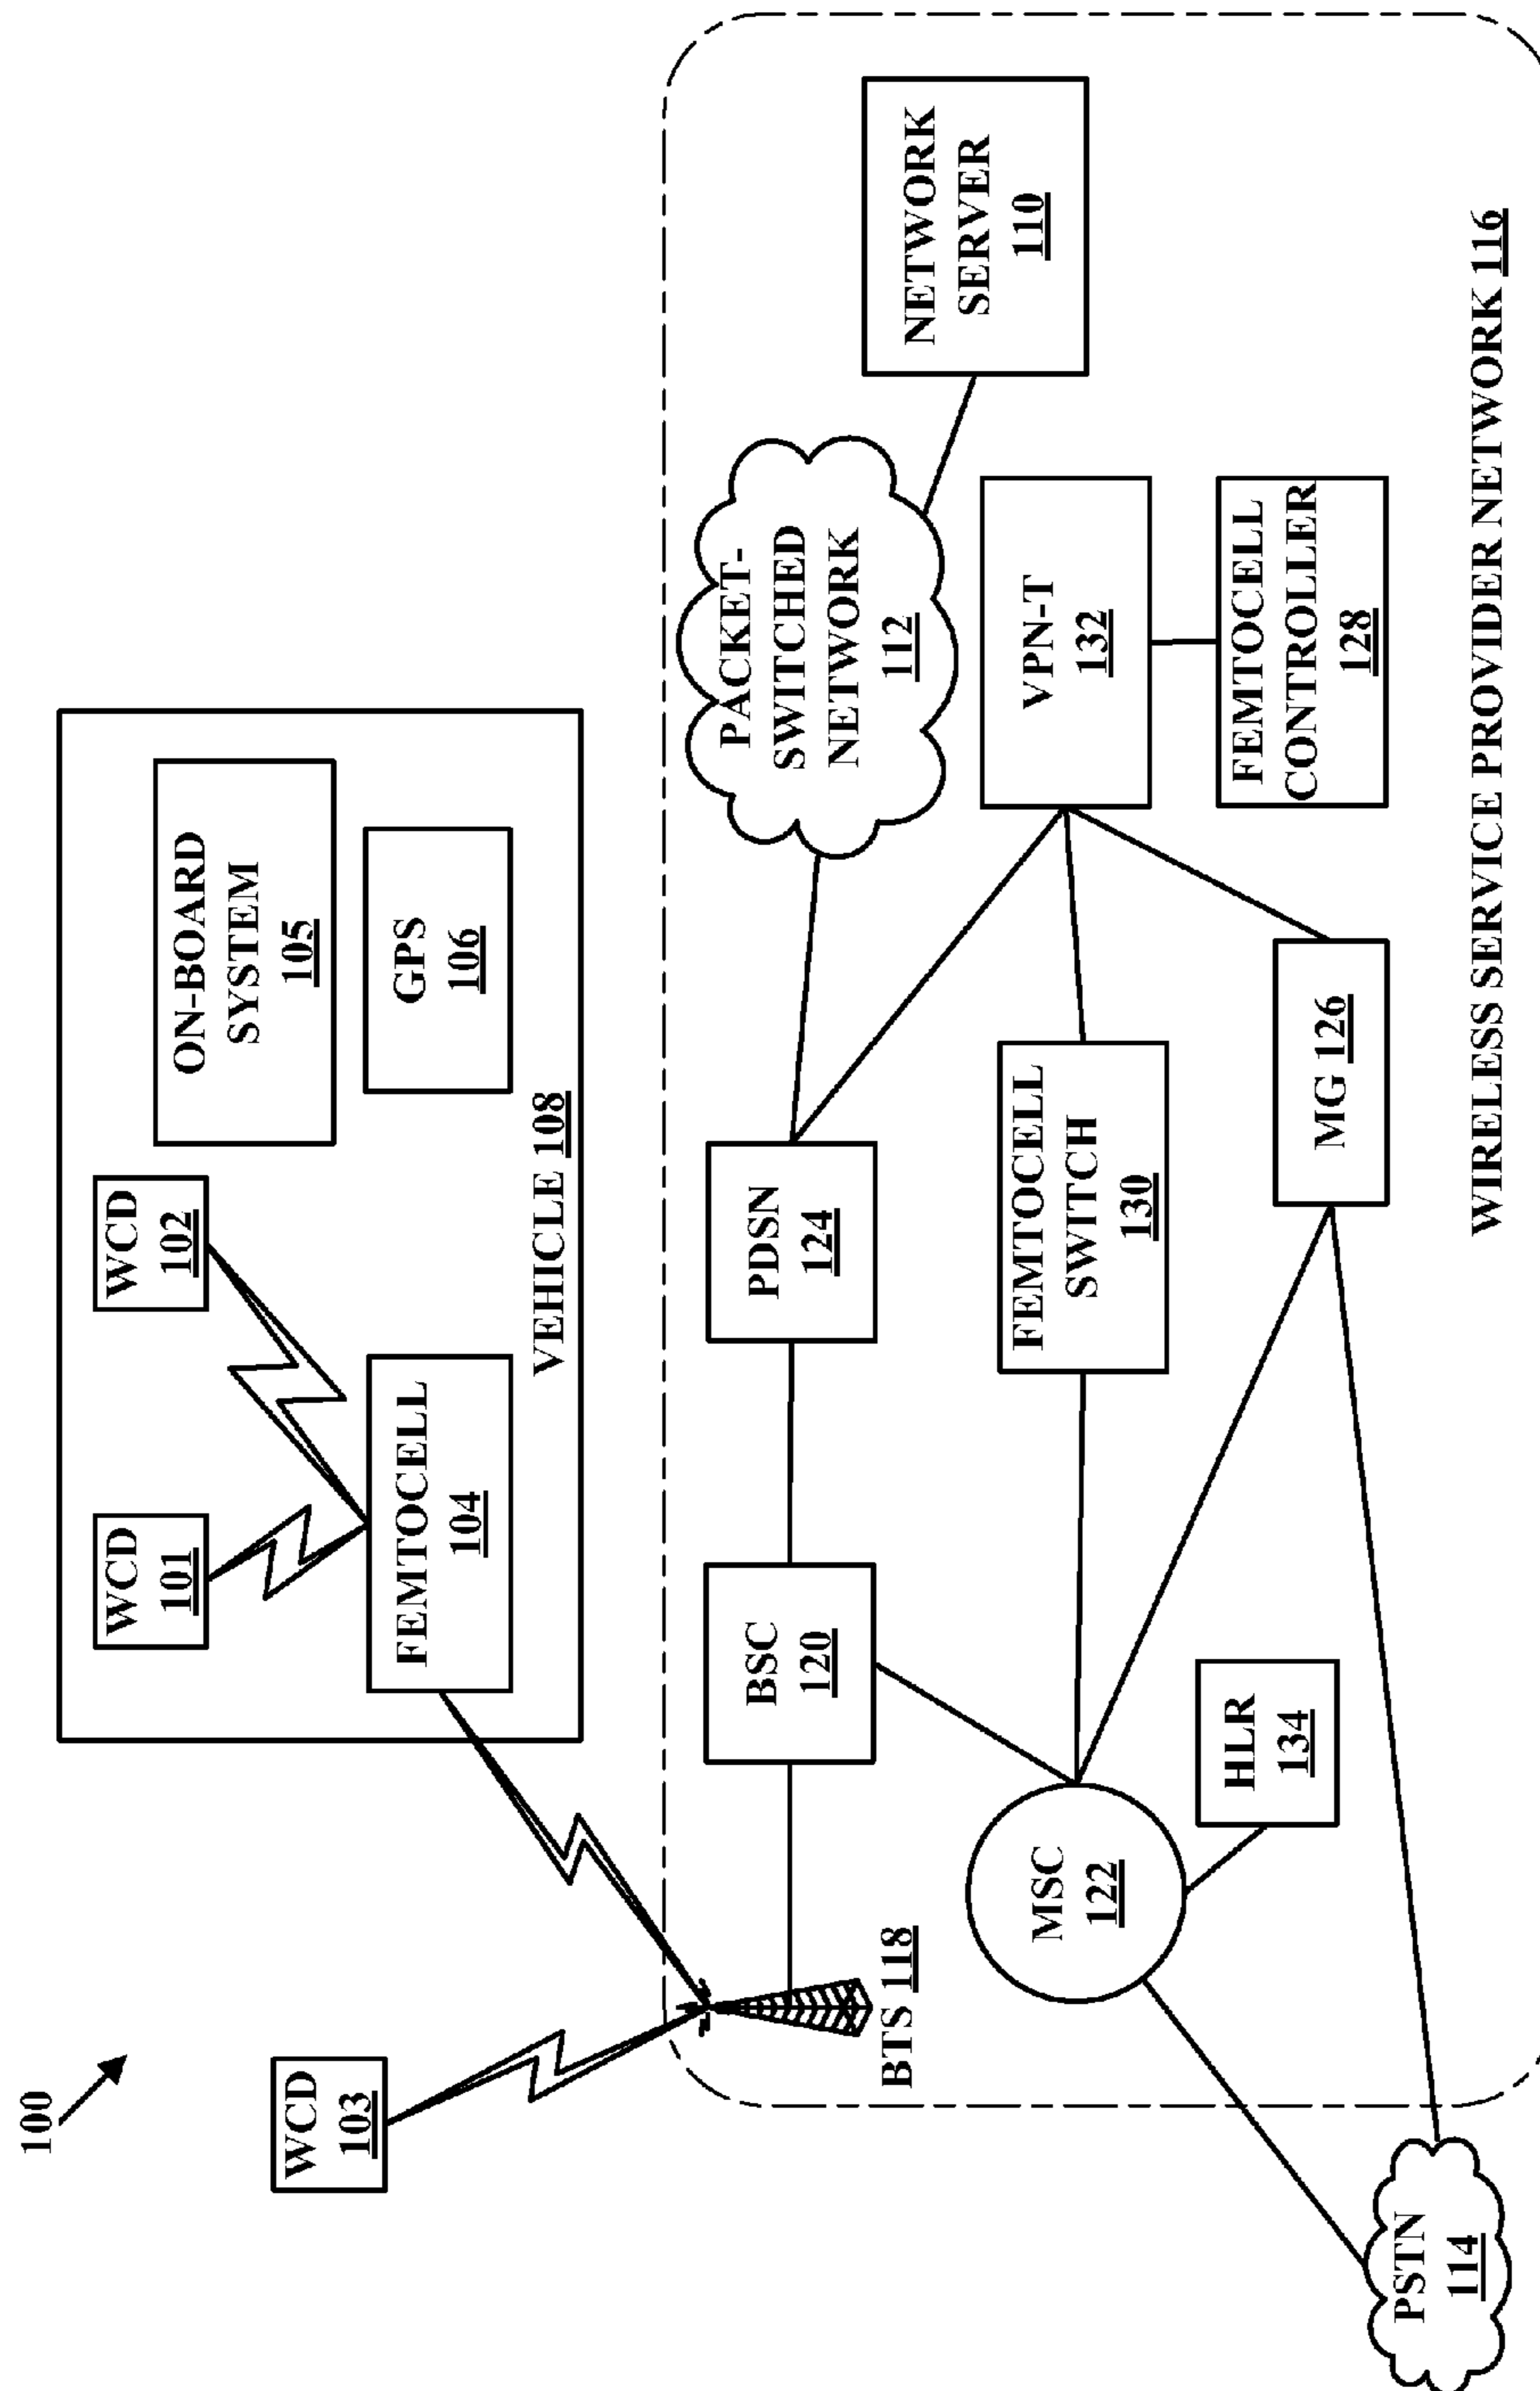 100
WCD
103
WCD
101
WCD
102
FEMTOCELL
104
ON-BOARD
SYSTEM
105
GPS
106
VEHICLE 108
BTS 118
BSC
120
PDSN
124
PACKET-
SWITCHED
NETWORK
112
NETWORK
SERVER
110
MSC
122
FEMTOCELL
SWITCH
130
VPN-T
132
HLR
134
MG 126
FEMTOCELL
CONTROLLER
128
PSTN
114
WIRELESS SERVICE PROVIDER NETWORK 116